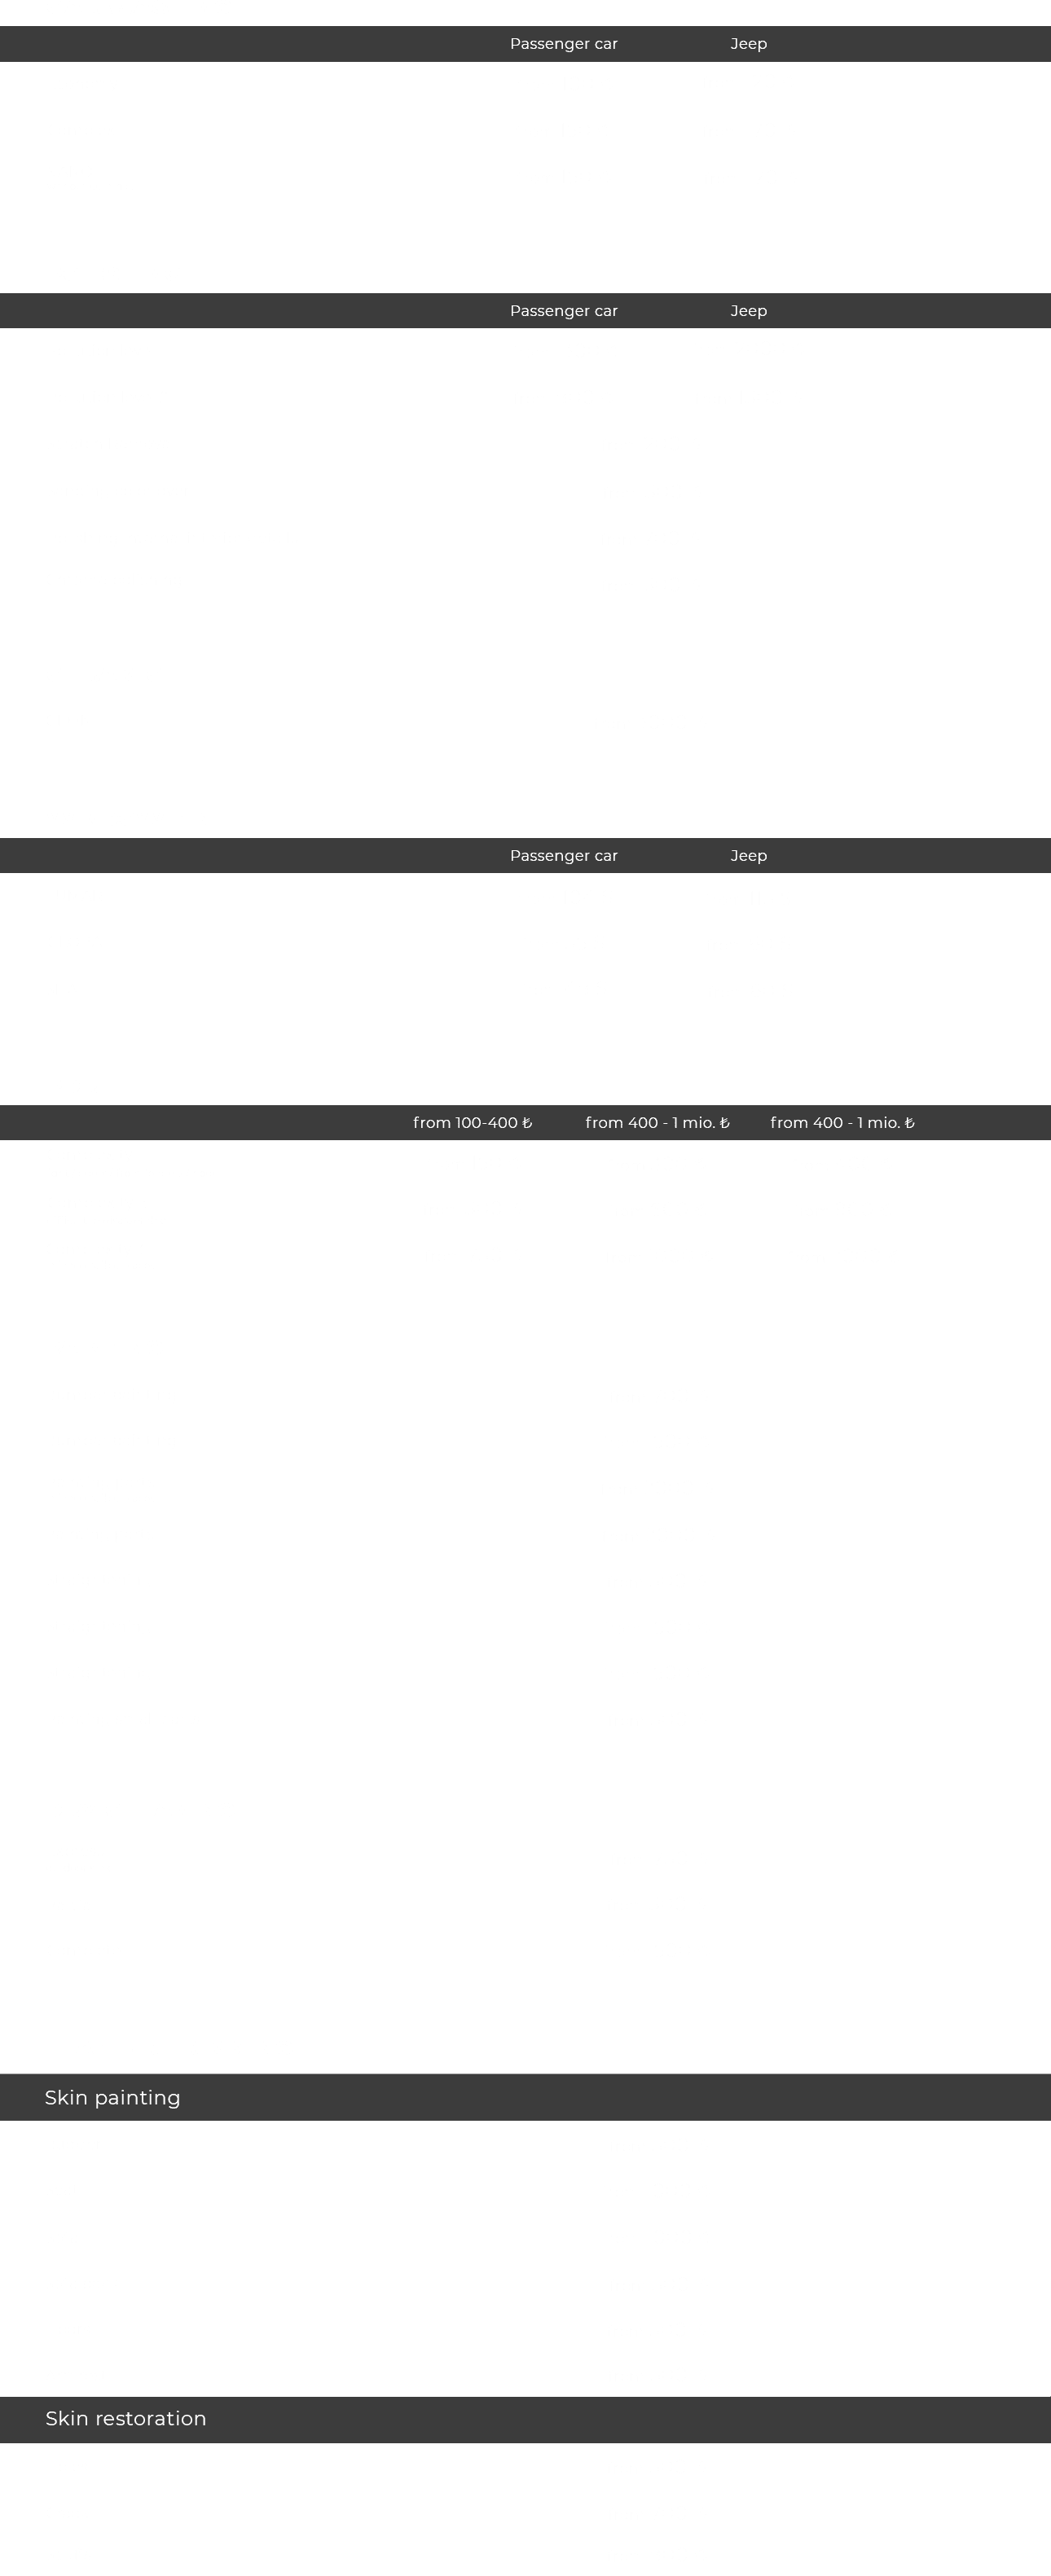 Passenger car Jeep
Passenger car Jeep
Passenger car Jeep
from 100-400 ₺ from 400 - 1 mio. ₺ from 400 - 1 mio. ₺
Skin painting
Skin restoration